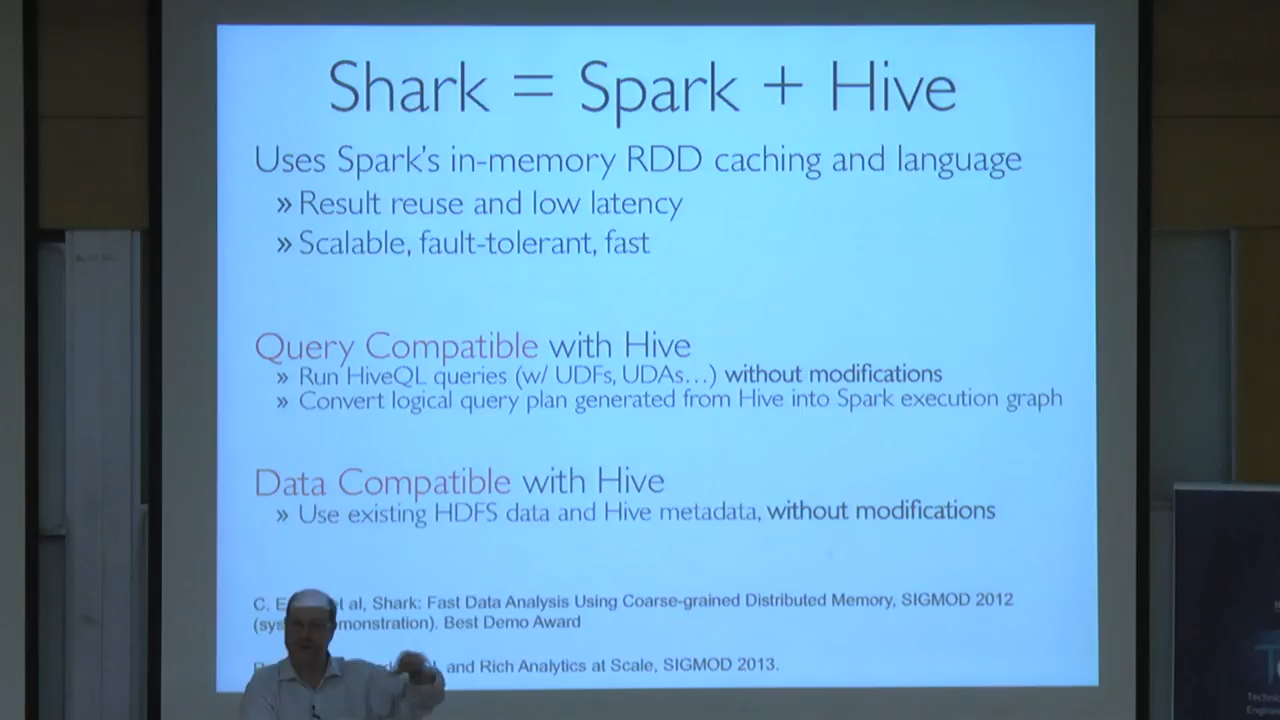 Shark = Spark + Hive
Uses Spark's in-memory RDD caching and language
» Result reuse and low latency
» Scalable, fault-tolerant, fast
Query Compatible with Hive
» Run HiveQL queries (w/ UDFs, UDAs…) without modifications
» Convert logical query plan generated from Hive into Spark execution graph
Data Compatible with Hive
» Use existing HDFS data and Hive metadata, without modifications
C. al, Shark: Fast Data Analysis Using Coarse-grained Distributed Memory, SIGMOD 2012
Best Demo Award
and Rich Analytics at Scale, SIGMOD 2013.